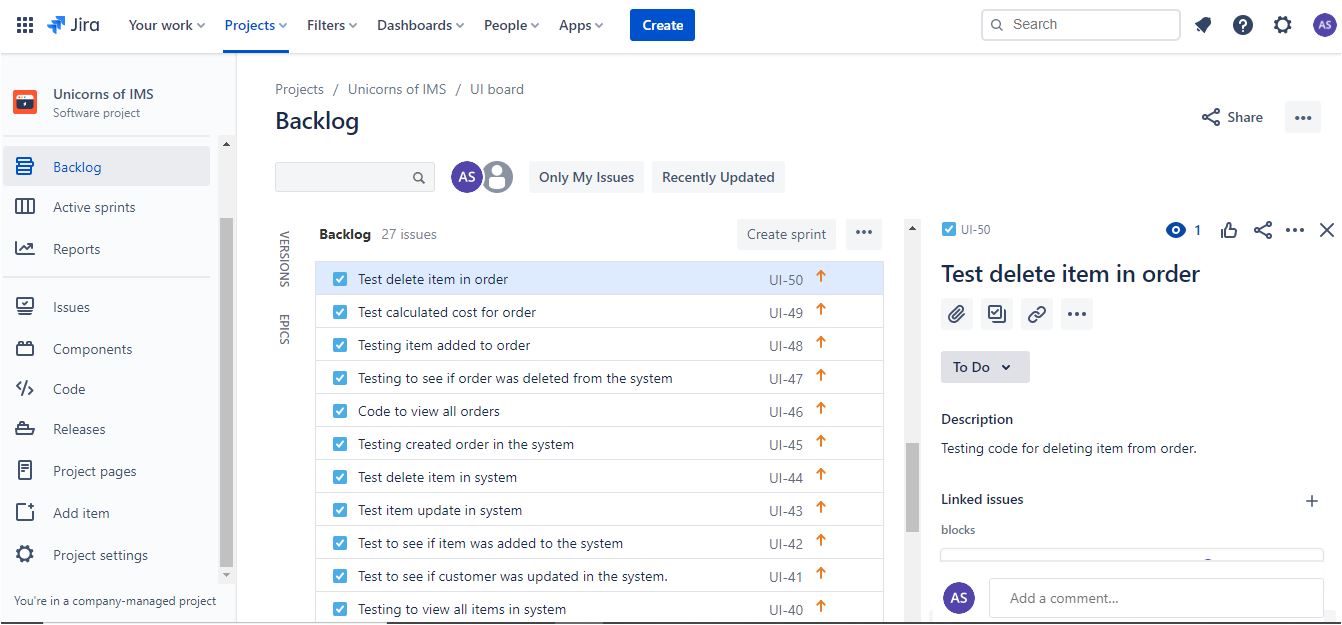 Jira Your work Projects Filters Dashboards People Apps Create Search AS
Unicorns of IMS
Software project
Backlog
Active sprints
Reports
Issues
Components
Code
Releases
Project pages
Add item
Project settings
You're in a company-managed project
Projects / Unicorns of IMS / UI board
Backlog
Share
AS Only My Issues Recently Updated
VERSIONS
EPICS
Backlog 27 issues Create sprint
Test delete item in order UI-50
Test calculated cost for order UI-49
Testing item added to order UI-48
Testing to see if order was deleted from the system UI-47
Code to view all orders UI-46
Testing created order in the system UI-45
Test delete item in system UI-44
Test item update in system UI-43
Test to see if item was added to the system UI-42
Test to see if customer was updated in the system. UI-41
Testing to view all items in system UI-40
UI-50 1
Test delete item in order
To Do
Description
Testing code for deleting item from order.
Linked issues
blocks
AS Add a comment...